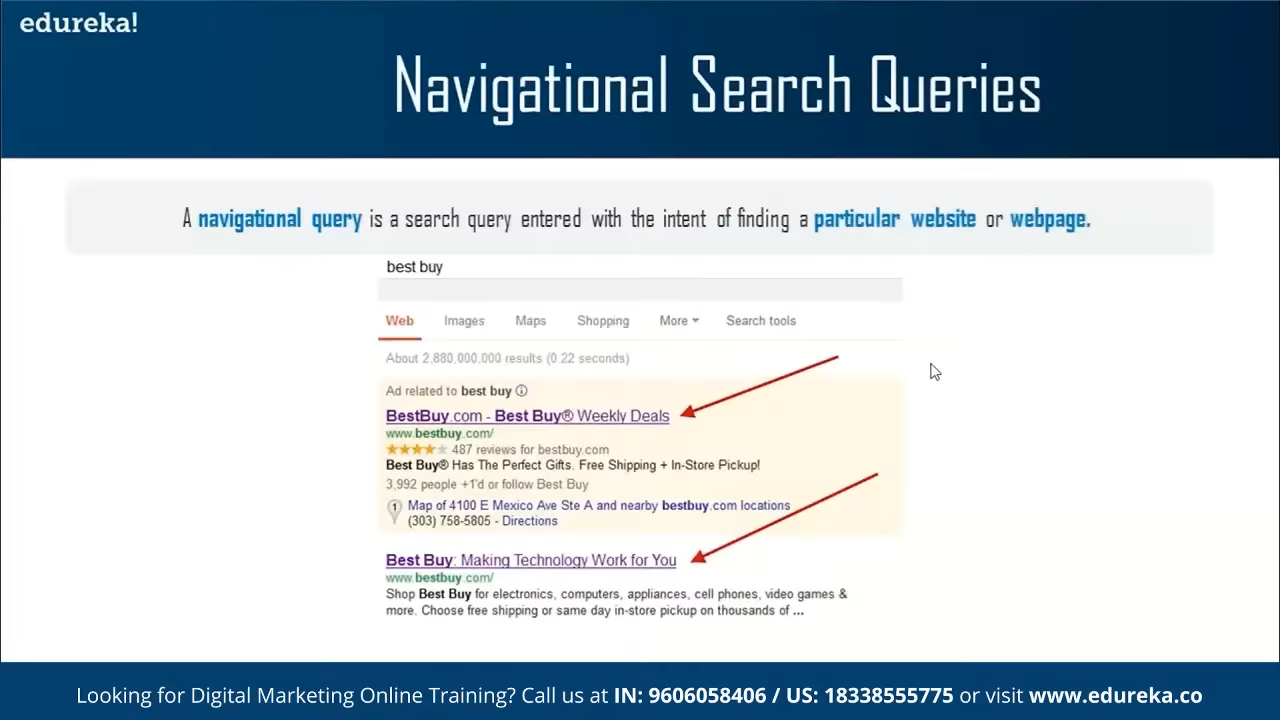 edureka!
Navigational Search Queries
A navigational query is a search query entered with the intent of finding a particular website or webpage.
best buy
Web Images Maps Shopping More Search tools
About 2,880,000,000 results (0.22 seconds)
Ad related to best buy
BestBuy.com - Best Buy® Weekly Deals
www.bestbuy.com/
487 reviews for bestbuy.com
Best Buy® Has The Perfect Gifts. Free Shipping + In-Store Pickup!
3,992 people +1'd or follow Best Buy
1 Map of 4100 E Mexico Ave Ste A and nearby bestbuy.com locations
(303) 758-5805 - Directions
Best Buy: Making Technology Work for You
www.bestbuy.com/
Shop Best Buy for electronics, computers, appliances, cell phones, video games &
more. Choose free shipping or same day in-store pickup on thousands of ...
Looking for Digital Marketing Online Training? Call us at IN: 9606058406 / US: 18338555775 or visit www.edureka.co